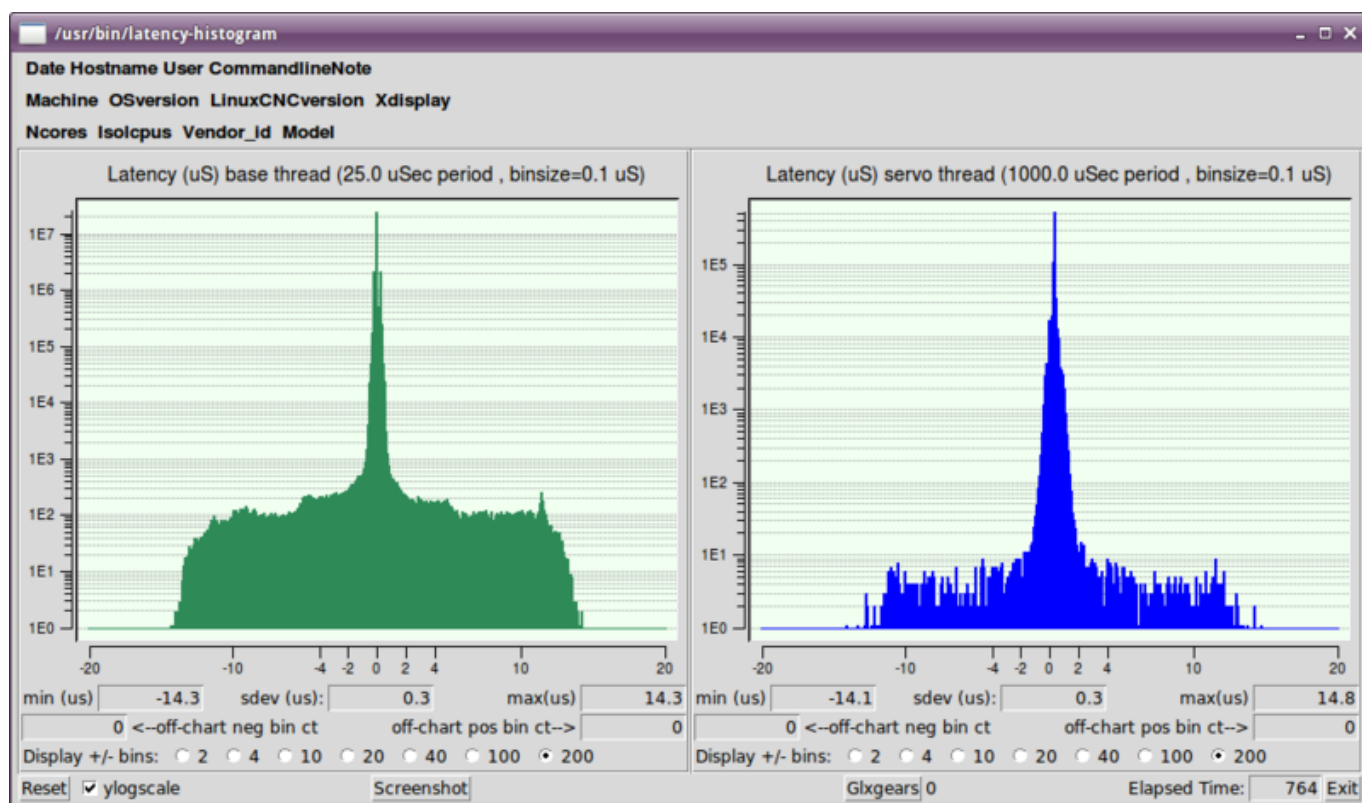 /usr/bin/latency-histogram
Date Hostname User CommandlineNote
Machine OSversion LinuxCNCversion Xdisplay
Ncores Isolcpus Vendor_id Model
Latency (uS) base thread (25.0 uSec period , binsize=0.1 uS)
1E7
1E6
1E5
1E4
1E3
1E2
1E1
1E0
-20 -10 -4 -2 0 2 4 10 20
min (us) -14.3 sdev (us): 0.3 max(us) 14.3
0 <--off-chart neg bin ct off-chart pos bin ct--> 0
Display +/- bins: 2 4 10 20 40 100 200
Latency (uS) servo thread (1000.0 uSec period , binsize=0.1 uS)
1E5
1E4
1E3
1E2
1E1
1E0
-20 -10 -4 -2 0 2 4 10 20
min (us) -14.1 sdev (us): 0.3 max(us) 14.8
0 <--off-chart neg bin ct off-chart pos bin ct--> 0
Display +/- bins: 2 4 10 20 40 100 200
Reset ylogscale Screenshot Glxgears 0 Elapsed Time: 764 Exit